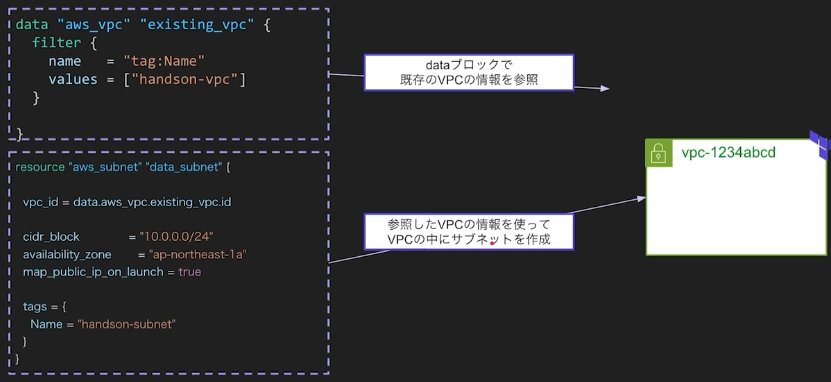 data "aws_vpc" "existing_vpc" {
filter {
name = "tag:Name"
values = ["handson-vpc"]
}
}
dataブロックで
既存のVPCの情報を参照
vpc-1234abcd
resource "aws_subnet" "data_subnet" {
vpc_id = data.aws_vpc.existing_vpc.id
cidr_block = "10.0.0.0/24"
availability_zone = "ap-northeast-1a"
map_public_ip_on_launch = true
tags = {
Name = "handson-subnet"
}
}
参照したVPCの情報を使って
VPCの中にサブネットを作成